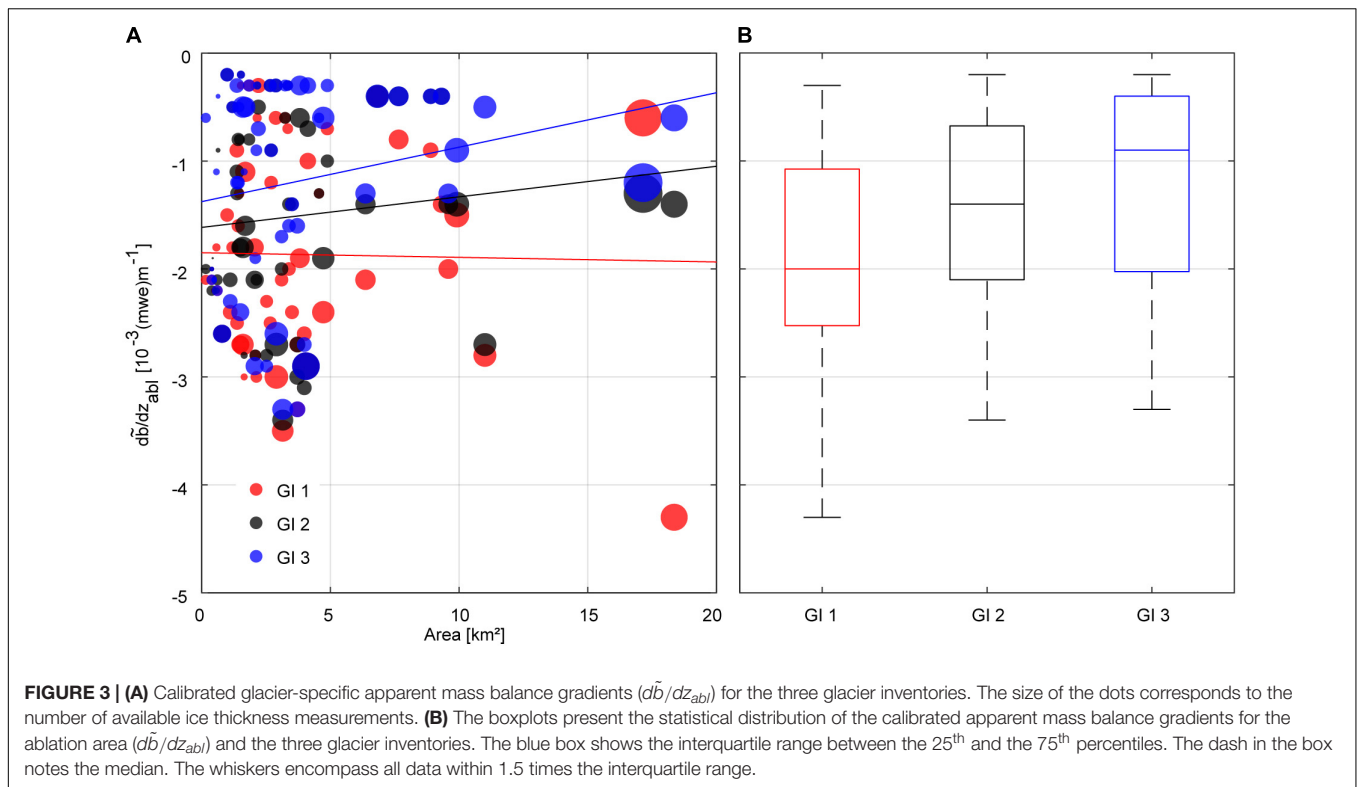 A
B
0
-1
-2
-3
-4
-5
db̃/dz_abl [10⁻³(mwe)m⁻¹]
GI 1
GI 2
GI 3
0 5 10 15 20
Area [km²]
GI 1 GI 2 GI 3
FIGURE 3 | (A) Calibrated glacier-specific apparent mass balance gradients (db̃/dz_abl) for the three glacier inventories. The size of the dots corresponds to the
number of available ice thickness measurements. (B) The boxplots present the statistical distribution of the calibrated apparent mass balance gradients for the
ablation area (db̃/dz_abl) and the three glacier inventories. The blue box shows the interquartile range between the 25th and the 75th percentiles. The dash in the box
notes the median. The whiskers encompass all data within 1.5 times the interquartile range.